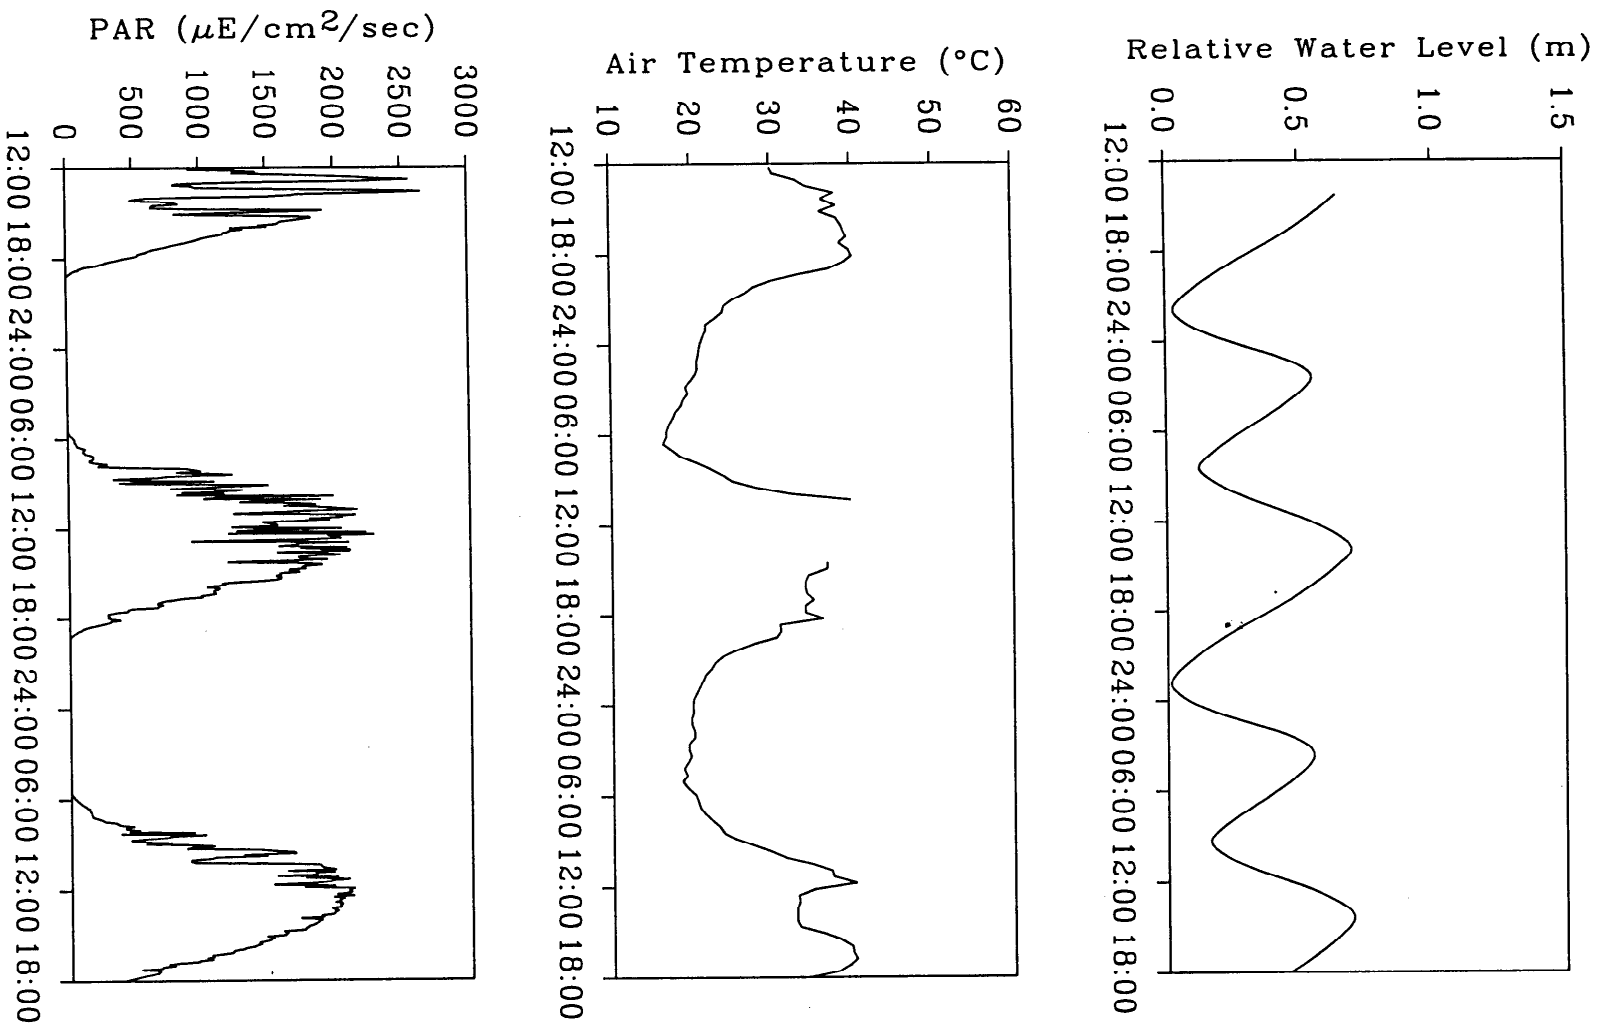 PAR (μE/cm2/sec)
0 500 1000 1500 2000 2500 3000
12:00 18:00 24:00 06:00 12:00 18:00 24:00 06:00 12:00 18:00
Air Temperature (°C)
10 20 30 40 50 60
12:00 18:00 24:00 06:00 12:00 18:00 24:00 06:00 12:00 18:00
Relative Water Level (m)
0.0 0.5 1.0 1.5
12:00 18:00 24:00 06:00 12:00 18:00 24:00 06:00 12:00 18:00